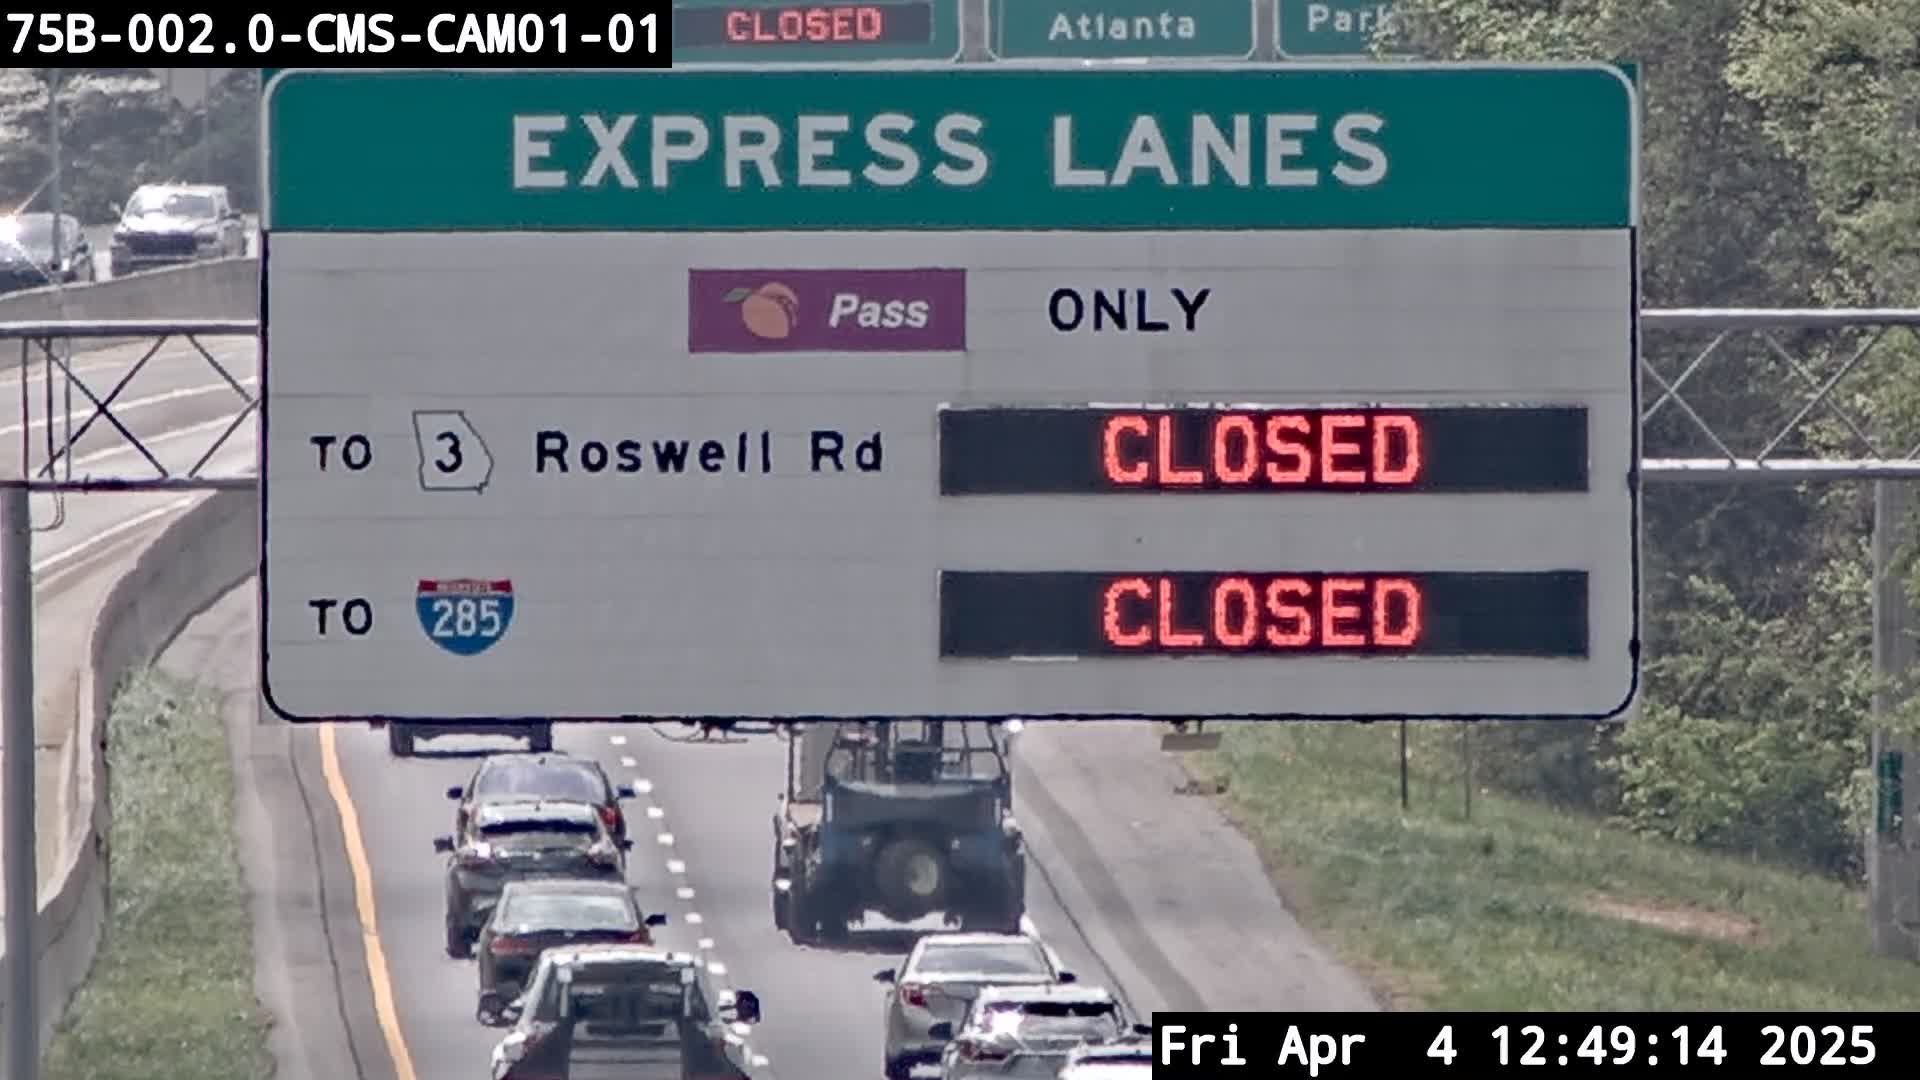 75B-002.0-CMS-CAM01-01
CLOSED
Atlanta
Park
EXPRESS LANES
Pass ONLY
TO 3 Roswell Rd CLOSED
TO 285 CLOSED
Fri Apr 4 12:49:14 2025